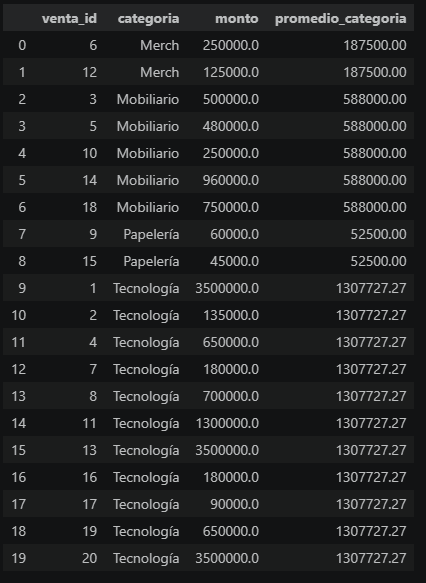 venta_id categoria monto promedio_categoria
0 6 Merch 250000.0 187500.00
1 12 Merch 125000.0 187500.00
2 3 Mobiliario 500000.0 588000.00
3 5 Mobiliario 480000.0 588000.00
4 10 Mobiliario 250000.0 588000.00
5 14 Mobiliario 960000.0 588000.00
6 18 Mobiliario 750000.0 588000.00
7 9 Papelería 60000.0 52500.00
8 15 Papelería 45000.0 52500.00
9 1 Tecnología 3500000.0 1307727.27
10 2 Tecnología 135000.0 1307727.27
11 4 Tecnología 650000.0 1307727.27
12 7 Tecnología 180000.0 1307727.27
13 8 Tecnología 700000.0 1307727.27
14 11 Tecnología 1300000.0 1307727.27
15 13 Tecnología 3500000.0 1307727.27
16 16 Tecnología 180000.0 1307727.27
17 17 Tecnología 90000.0 1307727.27
18 19 Tecnología 650000.0 1307727.27
19 20 Tecnología 3500000.0 1307727.27